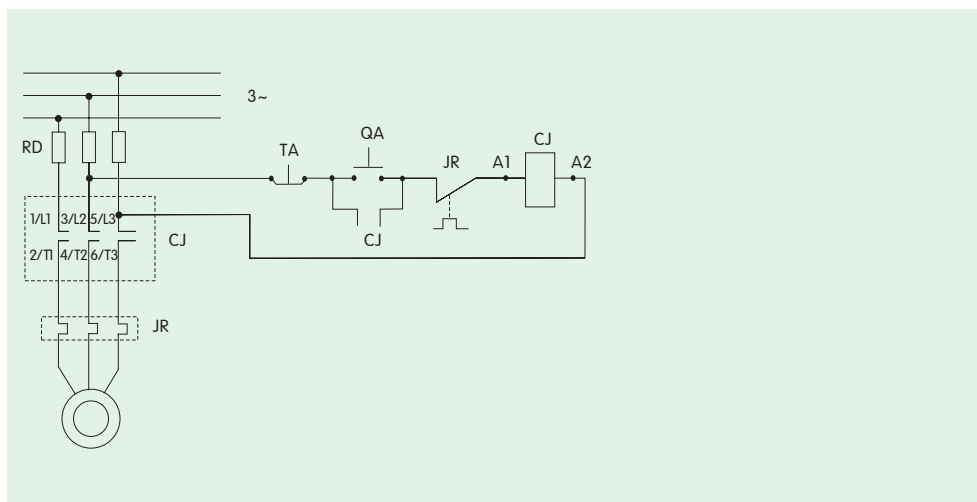 3~
RD
TA
QA
JR
A1
CJ
A2
1/L1 3/L2 5/L3
CJ
CJ
2/T1 4/T2 6/T3
JR